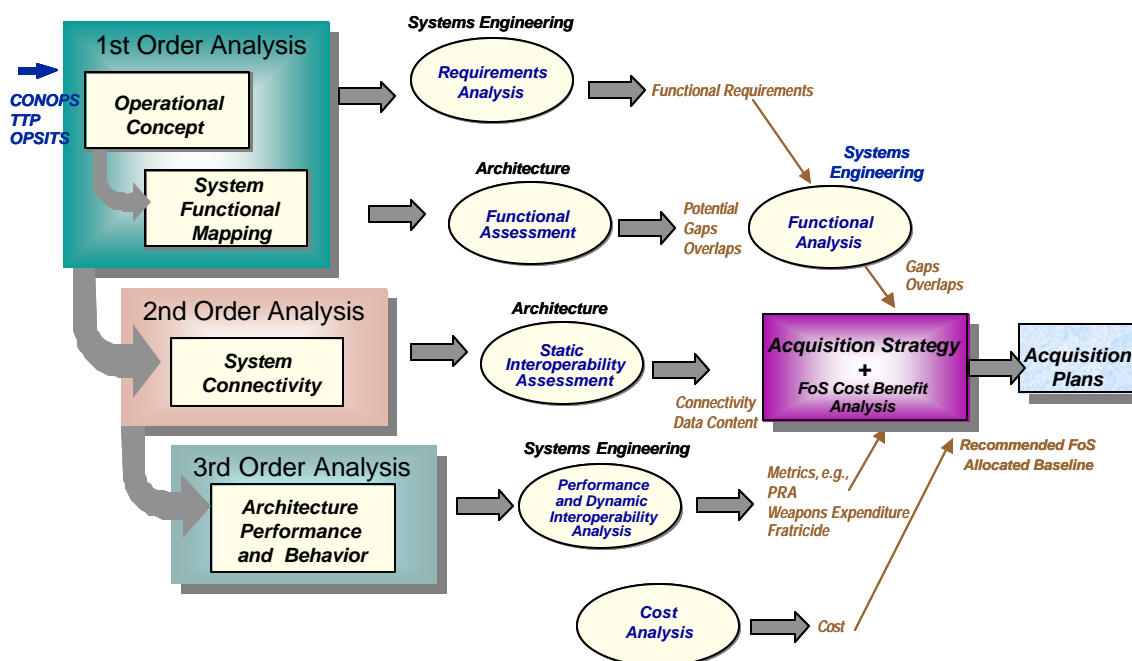 Systems Engineering
1st Order Analysis
CONOPS
TTP
OPSITS
Operational
Concept
Requirements
Analysis
Functional Requirements
System
Functional
Mapping
Architecture
Functional
Assessment
Potential
Gaps
Overlaps
Systems
Engineering
Functional
Analysis
Gaps
Overlaps
2nd Order Analysis
System
Connectivity
Architecture
Static
Interoperability
Assessment
Connectivity
Data Content
Acquisition Strategy
+
FoS Cost Benefit
Analysis
Acquisition
Plans
Recommended FoS
Allocated Baseline
3rd Order Analysis
Architecture
Performance
and Behavior
Systems Engineering
Performance
and Dynamic
Interoperability
Analysis
Metrics, e.g.,
PRA
Weapons Expenditure
Fratricide
Cost
Analysis
Cost